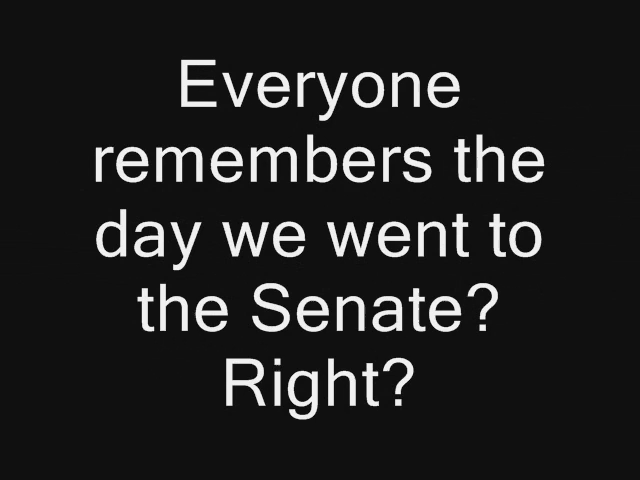 Everyone
remembers the
day we went to
the Senate?
Right?